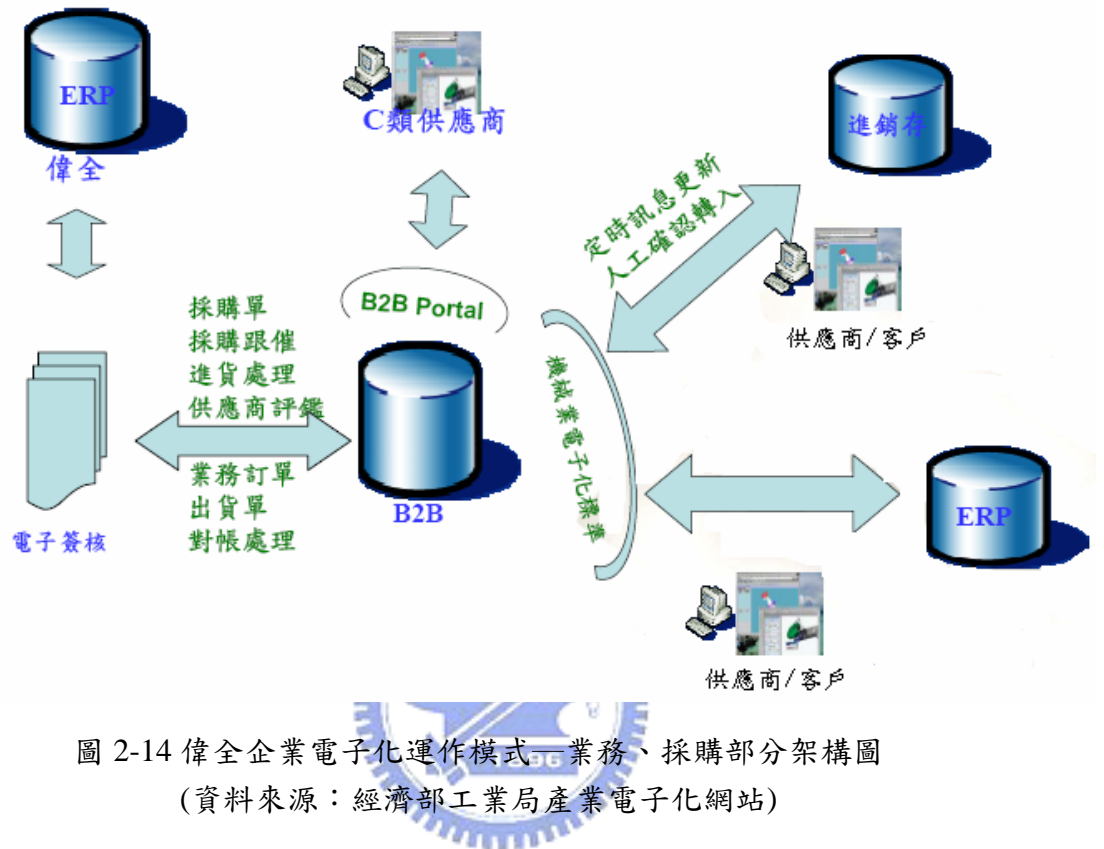 ERP
偉全
C類供應商
進銷存
定時訊息更新
人工確認轉入
供應商/客戶
B2B Portal
採購單
採購跟催
進貨處理
供應商評鑑
業務訂單
出貨單
對帳處理
電子簽核
B2B
機械業電子化標準
ERP
供應商/客戶
圖 2-14 偉全企業電子化運作模式—業務、採購部分架構圖
(資料來源：經濟部工業局產業電子化網站)
1896